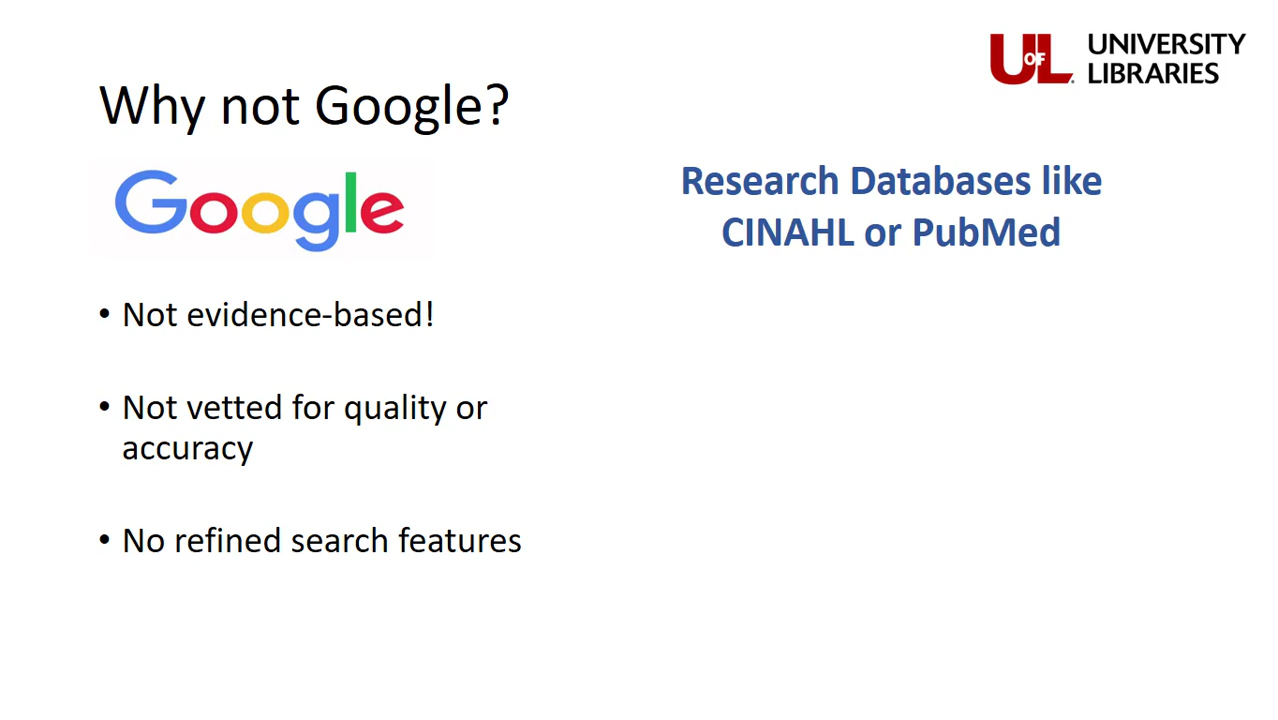 UofL UNIVERSITY
LIBRARIES
Why not Google?
Google
Research Databases like
CINAHL or PubMed
• Not evidence-based!
• Not vetted for quality or
accuracy
• No refined search features